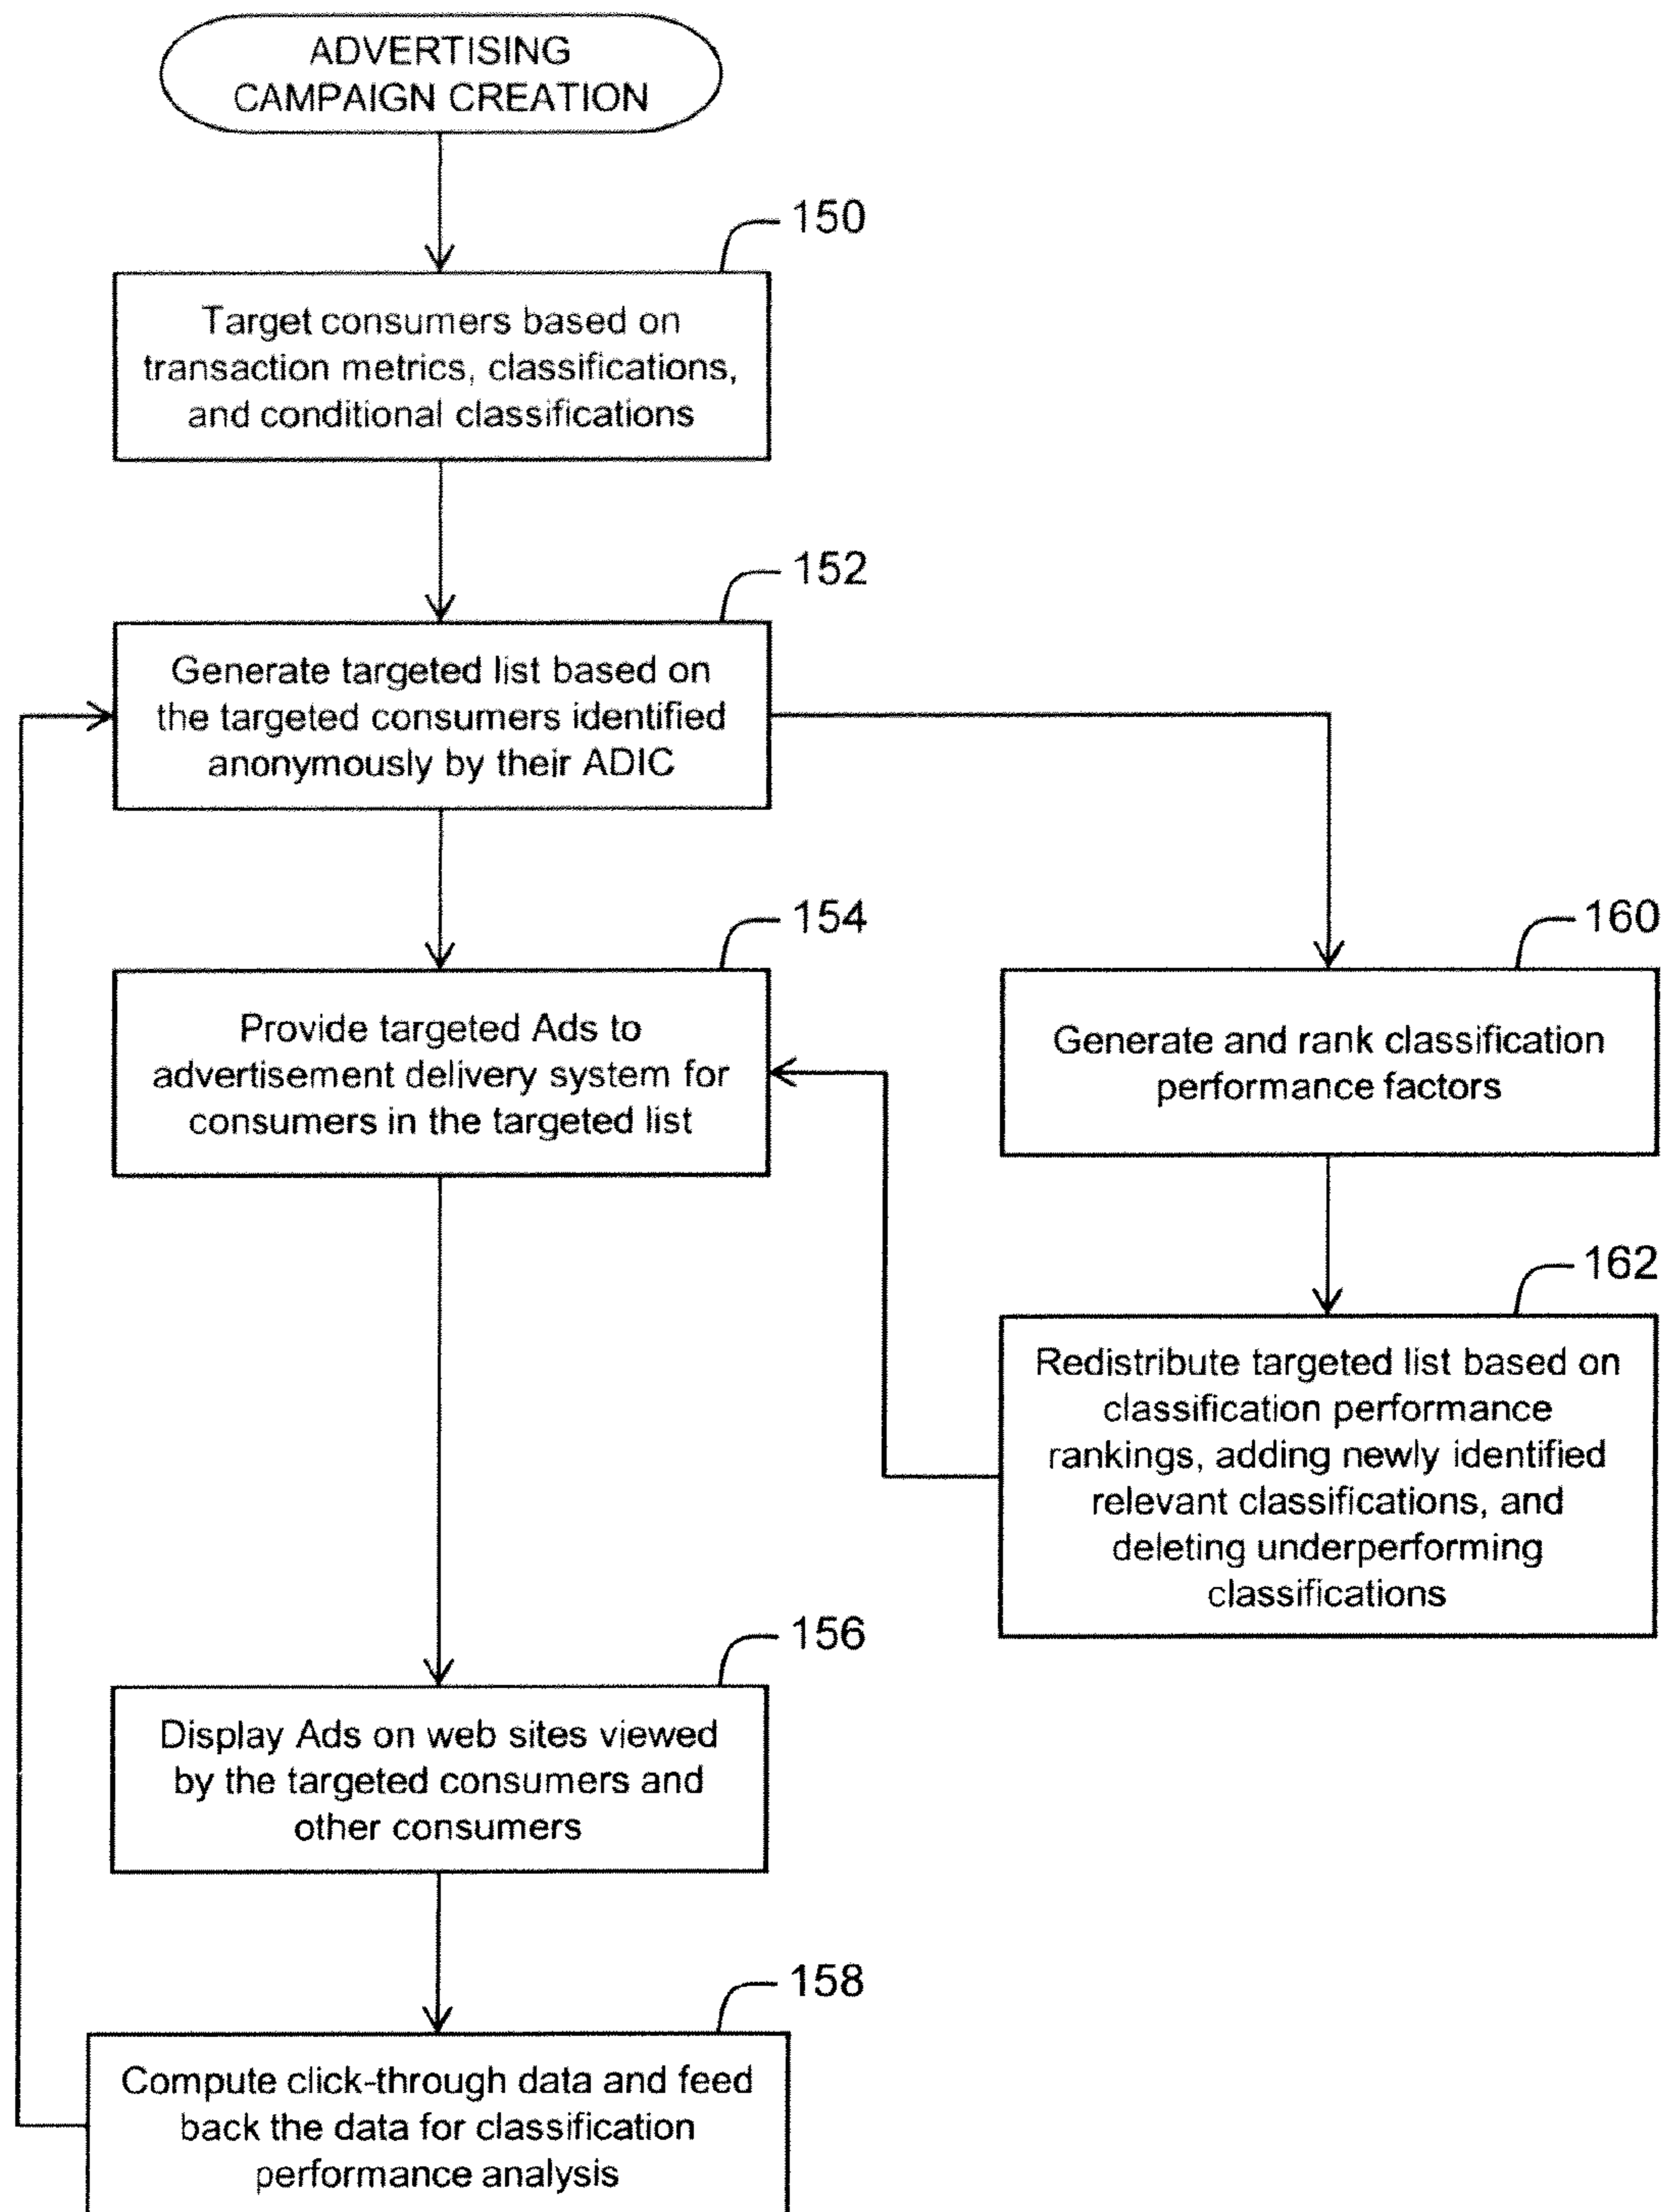 ADVERTISING
CAMPAIGN CREATION
150
Target consumers based on
transaction metrics, classifications,
and conditional classifications
152
Generate targeted list based on
the targeted consumers identified
anonymously by their ADIC
154
Provide targeted Ads to
advertisement delivery system for
consumers in the targeted list
160
Generate and rank classification
performance factors
162
Redistribute targeted list based on
classification performance
rankings, adding newly identified
relevant classifications, and
deleting underperforming
classifications
156
Display Ads on web sites viewed
by the targeted consumers and
other consumers
158
Compute click-through data and feed
back the data for classification
performance analysis